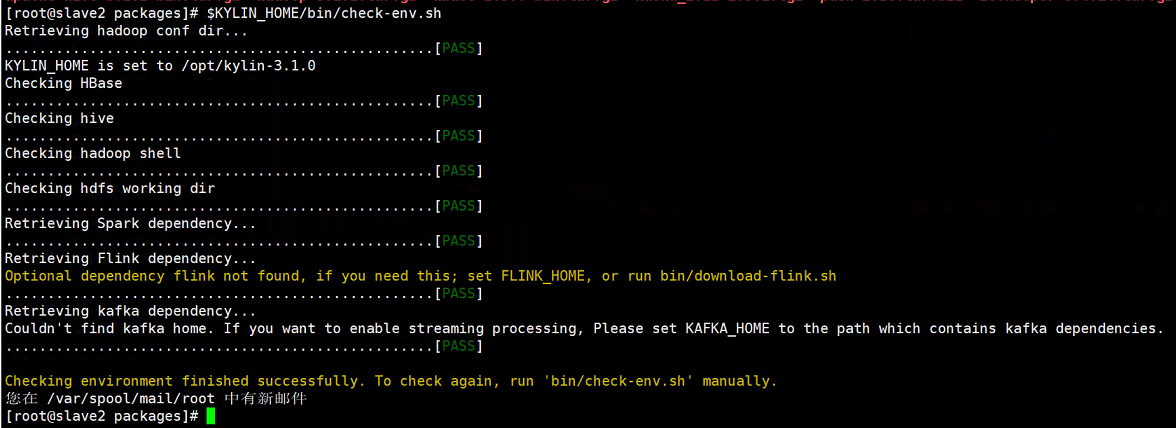 [root@slave2 packages]# $KYLIN_HOME/bin/check-env.sh
Retrieving hadoop conf dir...
...................................................[PASS]
KYLIN_HOME is set to /opt/kylin-3.1.0
Checking HBase
...................................................[PASS]
Checking hive
...................................................[PASS]
Checking hadoop shell
...................................................[PASS]
Checking hdfs working dir
...................................................[PASS]
Retrieving Spark dependency...
...................................................[PASS]
Retrieving Flink dependency...
Optional dependency flink not found, if you need this; set FLINK_HOME, or run bin/download-flink.sh
...................................................[PASS]
Retrieving kafka dependency...
Couldn't find kafka home. If you want to enable streaming processing, Please set KAFKA_HOME to the path which contains kafka dependencies.
...................................................[PASS]
Checking environment finished successfully. To check again, run 'bin/check-env.sh' manually.
您在 /var/spool/mail/root 中有新邮件
[root@slave2 packages]#